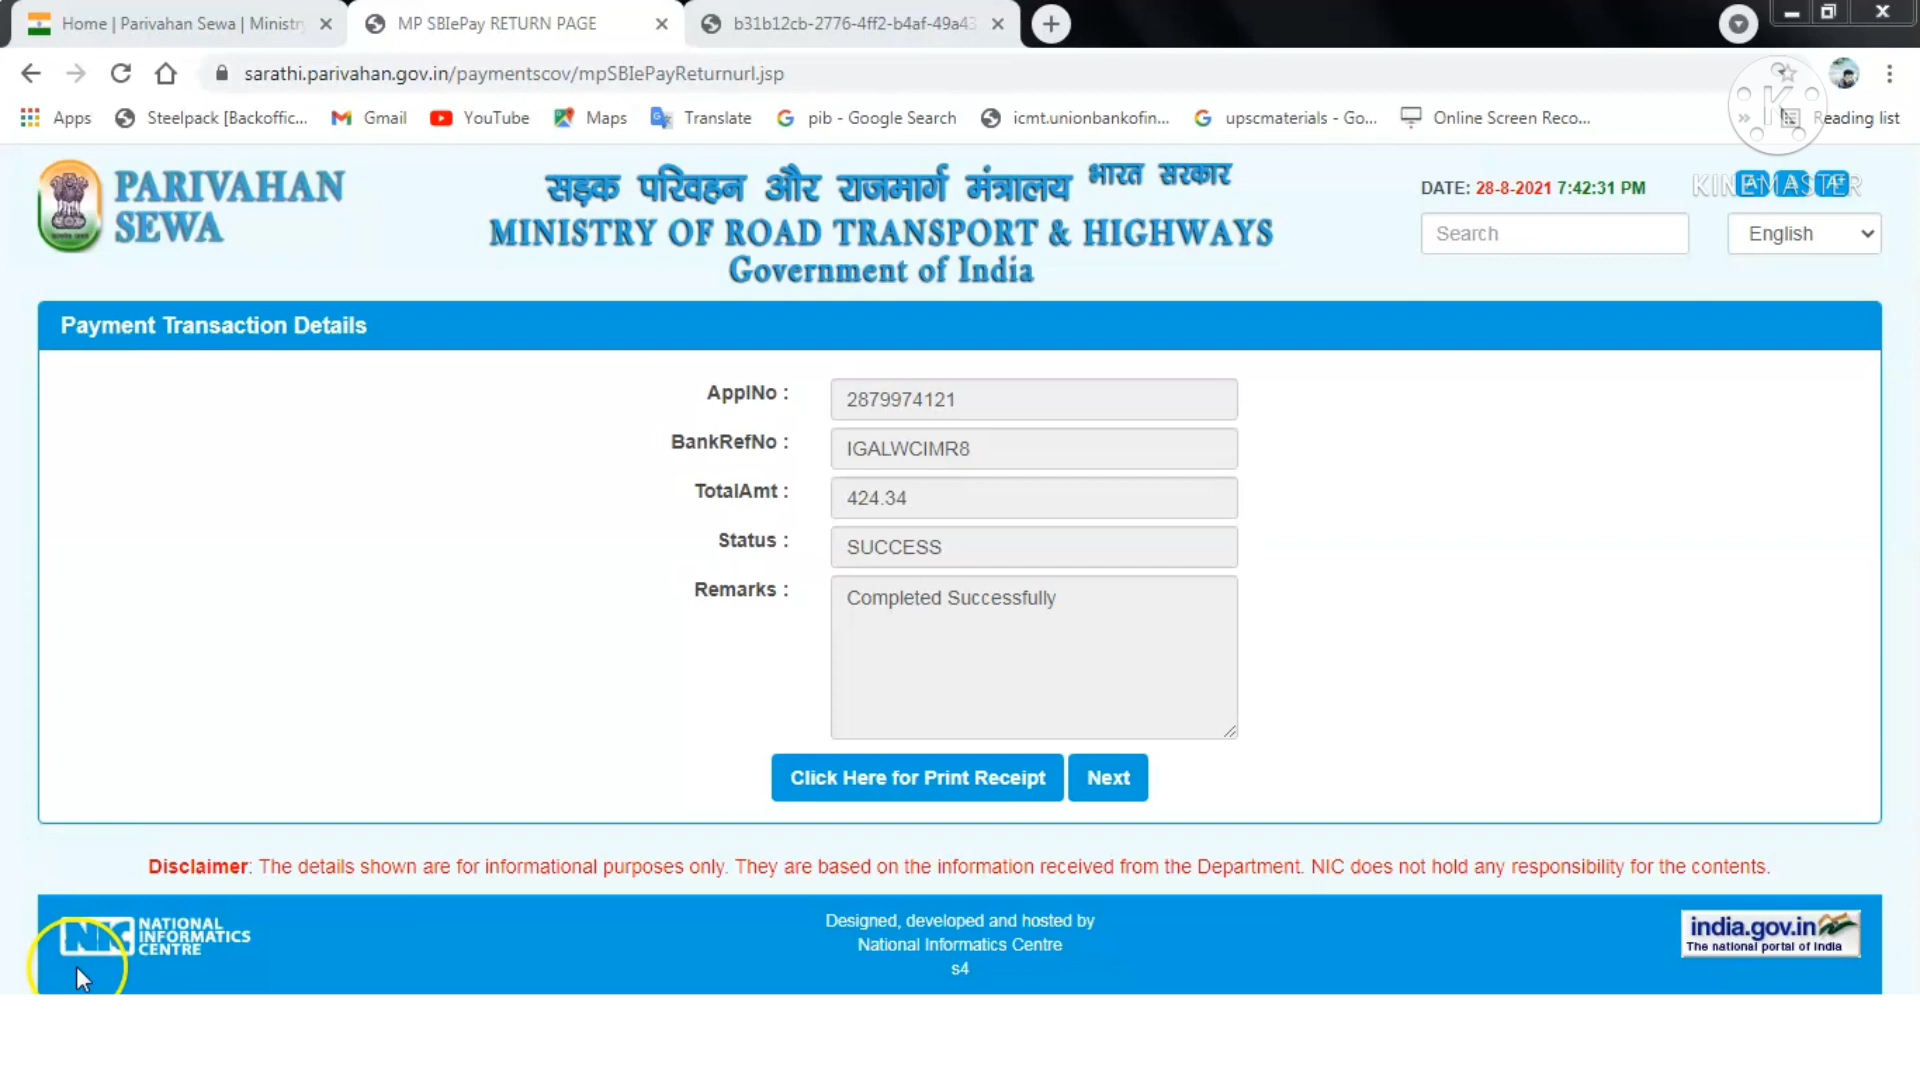 Home | Parivahan Sewa | Ministr
MP SBIePay RETURN PAGE
b31b12cb-2776-4ff2-b4af-49a43
sarathi.parivahan.gov.in/paymentscov/mpSBIePayReturnurl.jsp
Apps
Steelpack [Backoffic...
Gmail
YouTube
Maps
Translate
pib - Google Search
icmt.unionbankofin...
upscmaterials - Go...
Online Screen Reco...
»
Reading list
PARIVAHAN
SEWA
सड़क परिवहन और राजमार्ग मंत्रालय भारत सरकार
MINISTRY OF ROAD TRANSPORT & HIGHWAYS
Government of India
DATE: 28-8-2021 7:42:31 PM
KINEMASTER
Search
English
Payment Transaction Details
ApplNo : 2879974121
BankRefNo : IGALWCIMR8
TotalAmt : 424.34
Status : SUCCESS
Remarks : Completed Successfully
Click Here for Print Receipt
Next
Disclaimer: The details shown are for informational purposes only. They are based on the information received from the Department. NIC does not hold any responsibility for the contents.
NIC
NATIONAL
INFORMATICS
CENTRE
Designed, developed and hosted by
National Informatics Centre
s4
india.gov.in
The national portal of India